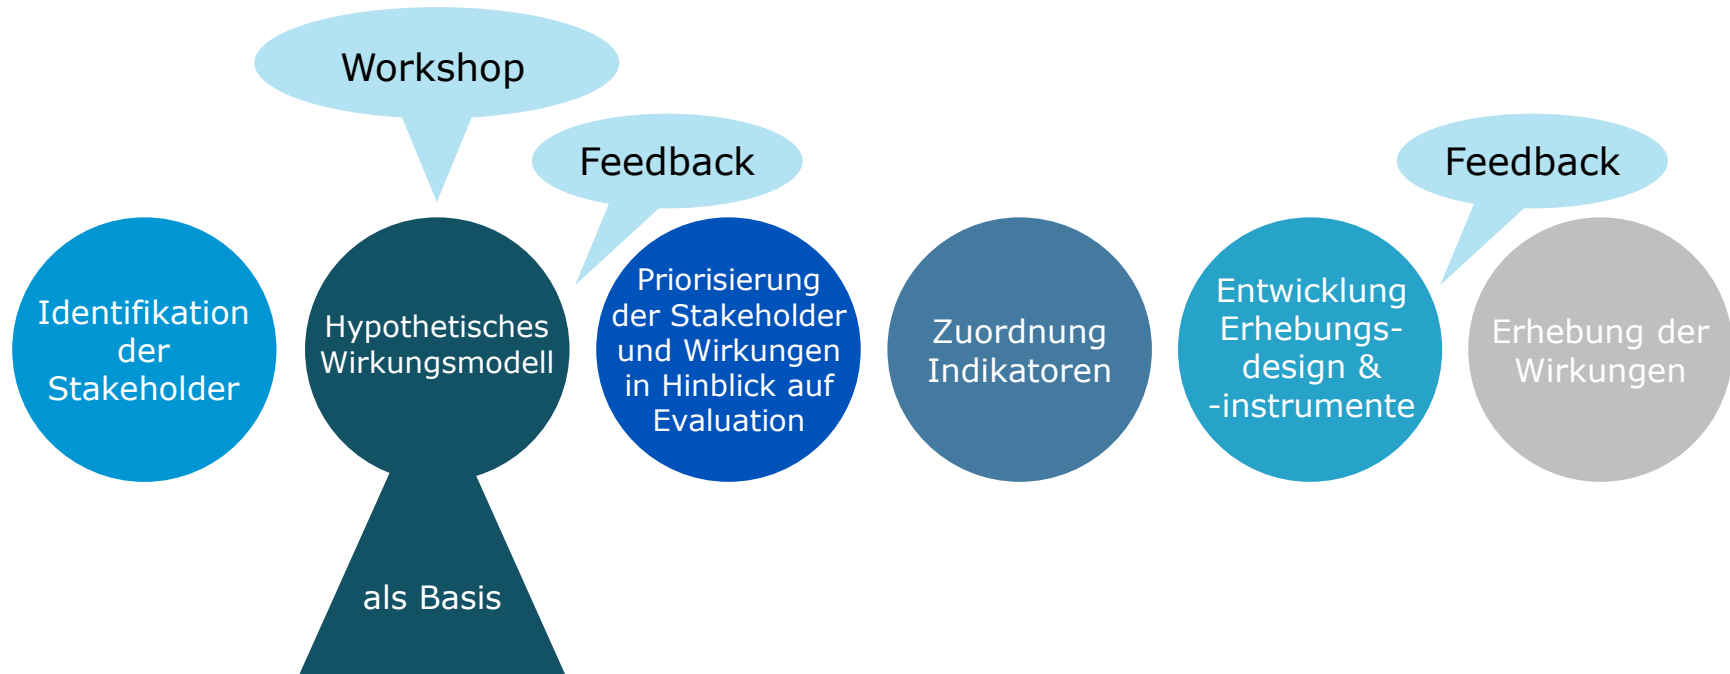 Workshop
Feedback
Feedback
Identifikation
der
Stakeholder
Hypothetisches
Wirkungsmodell
Priorisierung
der Stakeholder
und Wirkungen
in Hinblick auf
Evaluation
Zuordnung
Indikatoren
Entwicklung
Erhebungs-
design &
-instrumente
Erhebung der
Wirkungen
als Basis